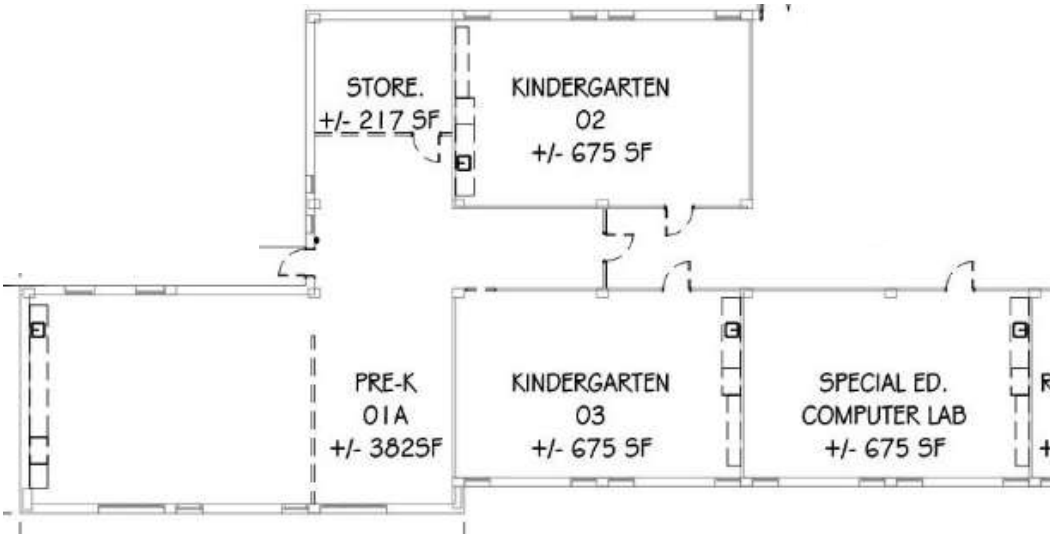 STORE.
+/- 217 SF
KINDERGARTEN
02
+/- 675 SF
PRE-K
01A
+/- 382SF
KINDERGARTEN
03
+/- 675 SF
SPECIAL ED.
COMPUTER LAB
+/- 675 SF